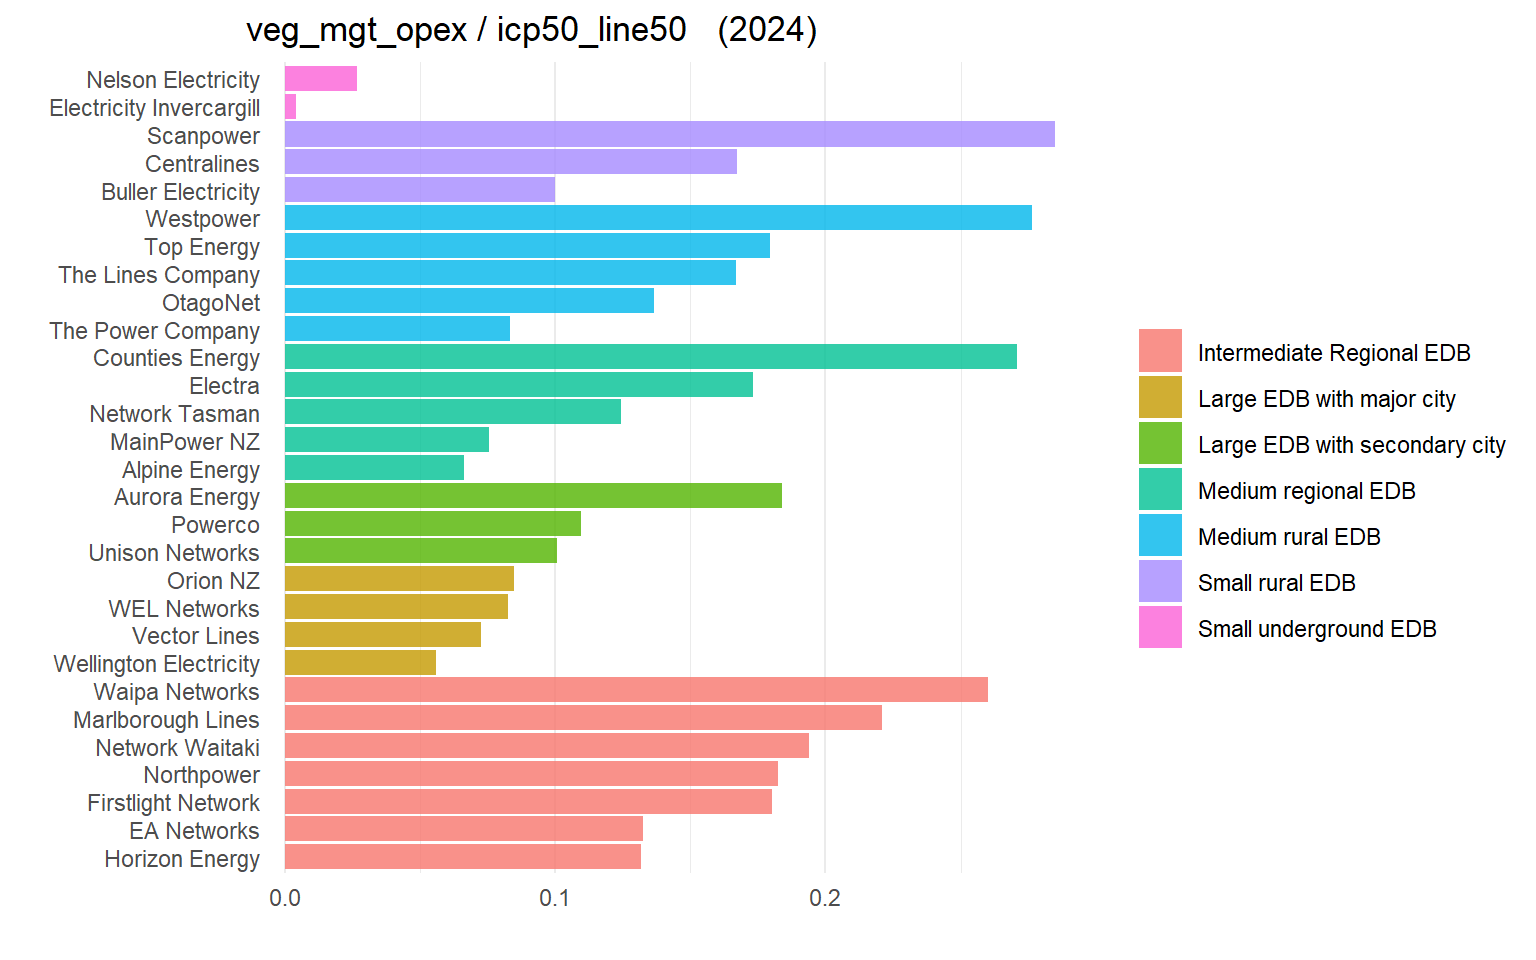 veg_mgt_opex / icp50_line50 (2024)
Nelson Electricity
Electricity Invercargill
Scanpower
Centralines
Buller Electricity
Westpower
Top Energy
The Lines Company
OtagoNet
The Power Company
Counties Energy
Electra
Network Tasman
MainPower NZ
Alpine Energy
Aurora Energy
Powerco
Unison Networks
Orion NZ
WEL Networks
Vector Lines
Wellington Electricity
Waipa Networks
Marlborough Lines
Network Waitaki
Northpower
Firstlight Network
EA Networks
Horizon Energy
0.0 0.1 0.2
Intermediate Regional EDB
Large EDB with major city
Large EDB with secondary city
Medium regional EDB
Medium rural EDB
Small rural EDB
Small underground EDB